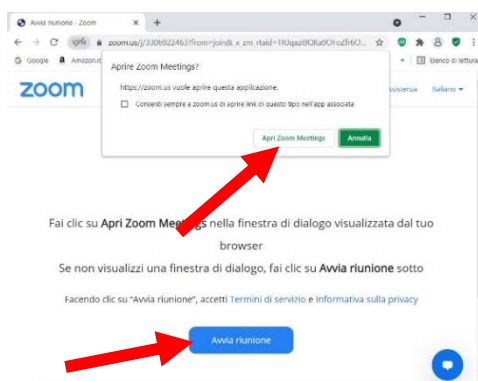 Avvia riunione - Zoom
zoom.us/j/3306922463?from=join&_x_zm_rtaid=
Google
Amazon.it
Elenco di lettura
Aprire Zoom Meetings?
https://zoom.us vuole aprire questa applicazione.
Consenti sempre a zoom.us di aprire link di questo tipo nell'app associata
Apri Zoom Meetings
Annulla
zoom
Assistenza
Italiano
Fai clic su Apri Zoom Meetings nella finestra di dialogo visualizzata dal tuo
browser
Se non visualizzi una finestra di dialogo, fai clic su Avvia riunione sotto
Facendo clic su "Avvia riunione", accetti Termini di servizio e Informativa sulla privacy
Avvia riunione